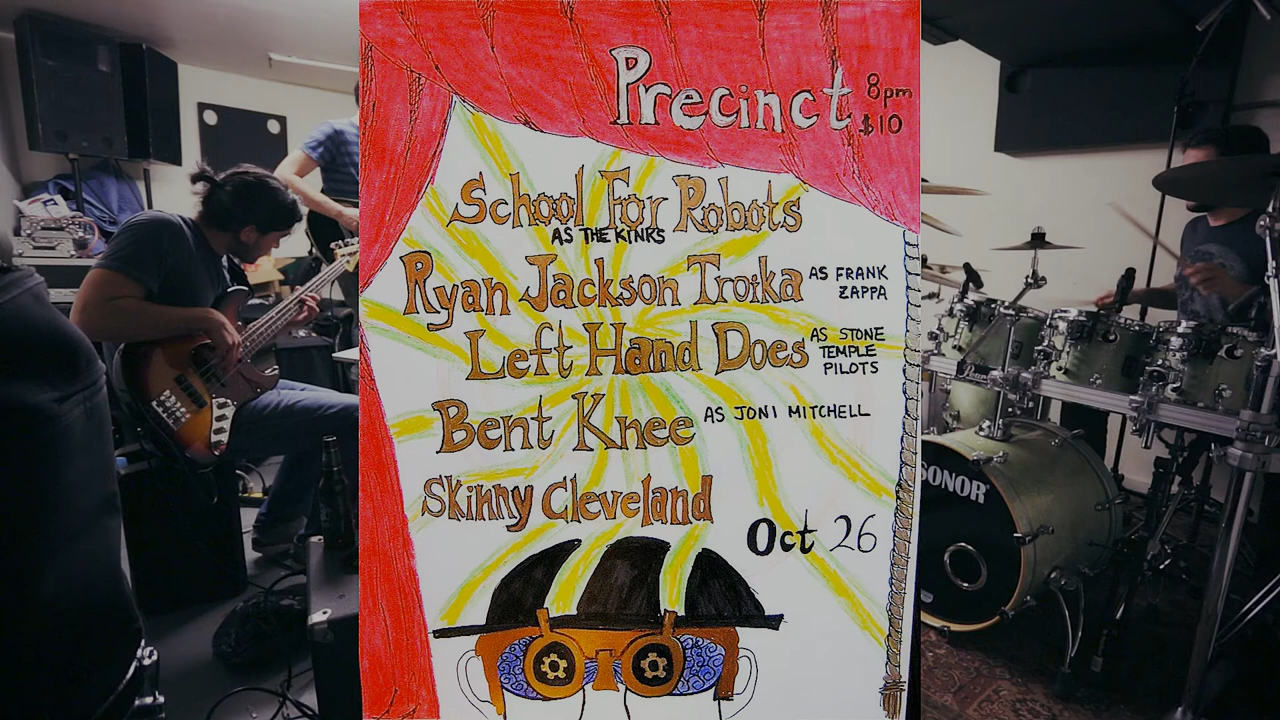 Precinct 8pm
$10
School For Robots
AS THE KINKS
Ryan Jackson Troika AS FRANK
ZAPPA
Left Hand Does AS STONE
TEMPLE
PILOTS
Bent Knee AS JONI MITCHELL
Skinny Cleveland
Oct 26
SONOR